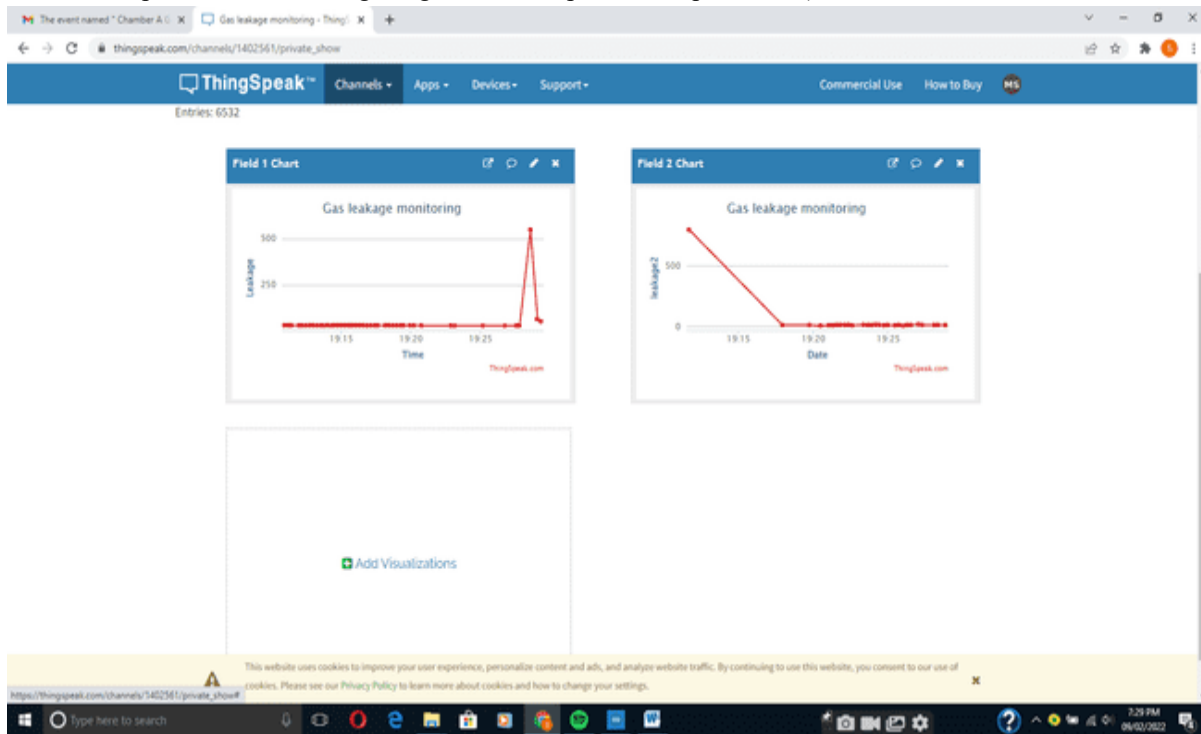 The event named " Chamber A G
Gas leakage monitoring - ThingS
thingspeak.com/channels/1402561/private_show
ThingSpeak™ Channels Apps Devices Support Commercial Use How to Buy MS
Entries: 6532
Field 1 Chart
Gas leakage monitoring
500
250
Leakage
19:15 19:20 19:25
Time
ThingSpeak.com
Field 2 Chart
Gas leakage monitoring
500
0
leakage2
19:15 19:20 19:25
Date
ThingSpeak.com
Add Visualizations
This website uses cookies to improve your user experience, personalize content and ads, and analyze website traffic. By continuing to use this website, you consent to our use of
cookies. Please see our Privacy Policy to learn more about cookies and how to change your settings.
https://thingspeak.com/channels/1402561/private_show#
Type here to search
7:29 PM
06/02/2022